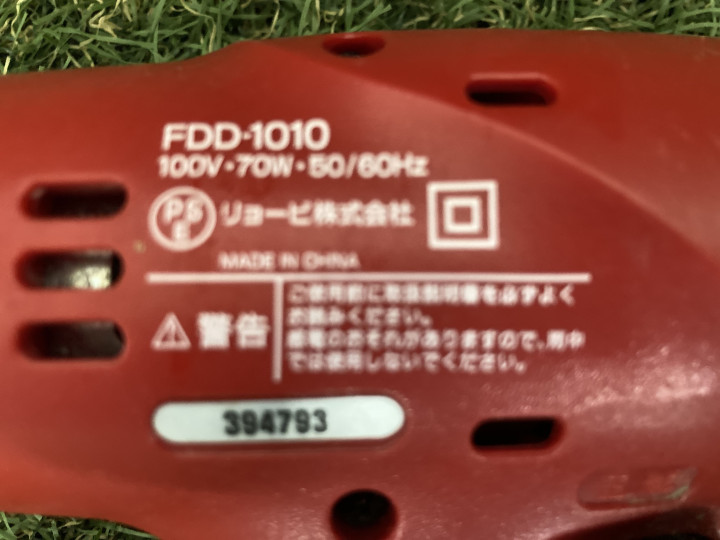 FDD-1010
100V・70W・50/60Hz
PSE リョービ株式会社
MADE IN CHINA
警告
ご使用前に取扱説明書を必ずよく
お読みください。
感電のおそれがありますので、雨中
では使用しないでください。
394793